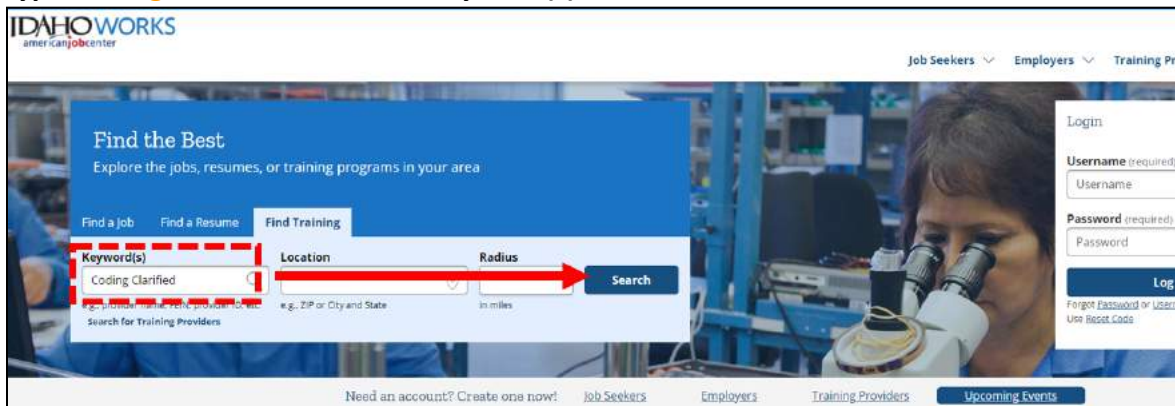 IDAHOWORKS
americanjobcenter
Job Seekers Employers Training Pr
Find the Best
Explore the jobs, resumes, or training programs in your area
Find a Job Find a Resume Find Training
Keyword(s) Location Radius
Coding Clarified Search
e.g., ZIP or City and State in miles
Search for Training Providers
Login
Username (required)
Username
Password (required)
Password
Log
Forgot Password or Usern
Use Reset Code
Need an account? Create one now! Job Seekers Employers Training Providers Upcoming Events